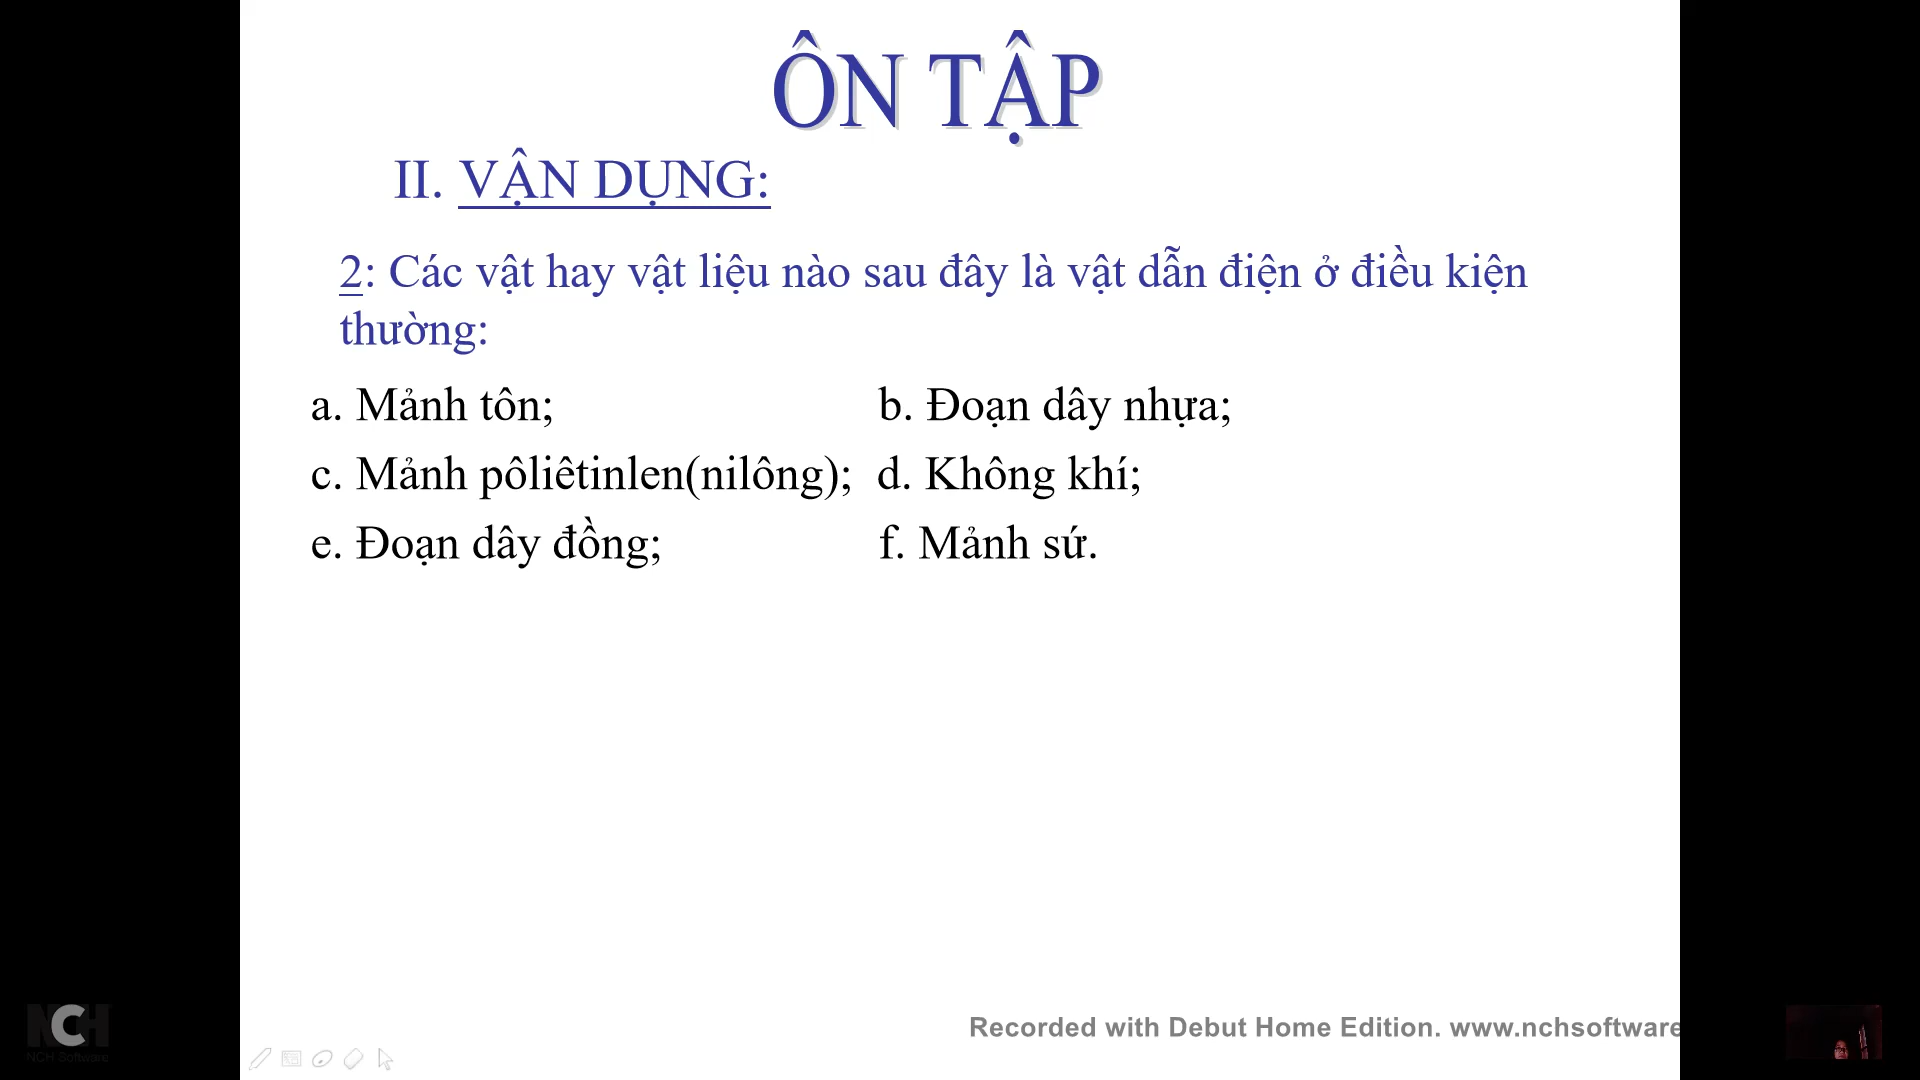 ÔN TẬP
II. VẬN DỤNG:
2: Các vật hay vật liệu nào sau đây là vật dẫn điện ở điều kiện
thường:
a. Mảnh tôn; b. Đoạn dây nhựa;
c. Mảnh pôliêtinlen(nilông); d. Không khí;
e. Đoạn dây đồng; f. Mảnh sứ.
Recorded with Debut Home Edition. www.nchsoftware
NCH
NCH Software